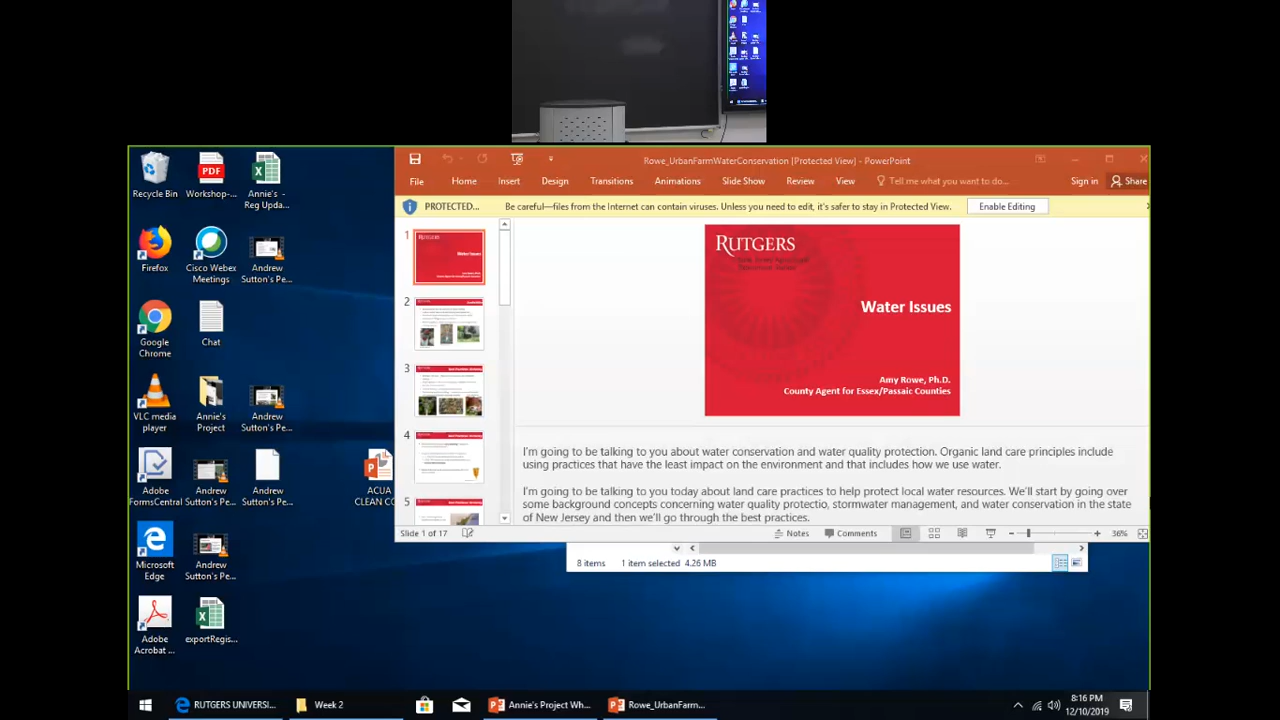 Rowe_UrbanFarmWaterConservation [Protected View] - PowerPoint
File Home Insert Design Transitions Animations Slide Show Review View Tell me what you want to do... Sign in Share
PROTECTED... Be careful—files from the Internet can contain viruses. Unless you need to edit, it's safer to stay in Protected View. Enable Editing
Recycle Bin
Workshop-...
Annie's - Reg Upda...
Firefox
Cisco Webex Meetings
Andrew Sutton's Pe...
Google Chrome
Chat
VLC media player
Annie's Project
Andrew Sutton's Pe...
Adobe FormsCentral
Andrew Sutton's Pe...
Andrew Sutton's Pe...
ACUA CLEAN CO
Microsoft Edge
Andrew Sutton's Pe...
Adobe Acrobat ...
exportRegis...
1
2
3
4
5
RUTGERS
Water Issues
Amy Rowe, Ph.D.
County Agent for Essex/Passaic Counties
I'm going to be talking to you about water conservation and water quality protection. Organic land care principles include
using practices that have the least impact on the environment and that includes how we use water.
I'm going to be talking to you today about land care practices to help protect local water resources. We'll start by going over
some background concepts concerning water quality protectio, stormwater management, and water conservation in the state
of New Jersey and then we'll go through the best practices.
Slide 1 of 17 Notes Comments 36%
8 items 1 item selected 4.26 MB
RUTGERS UNIVERSI... Week 2 Annie's Project Wh... Rowe_UrbanFarm...
8:16 PM
12/10/2019